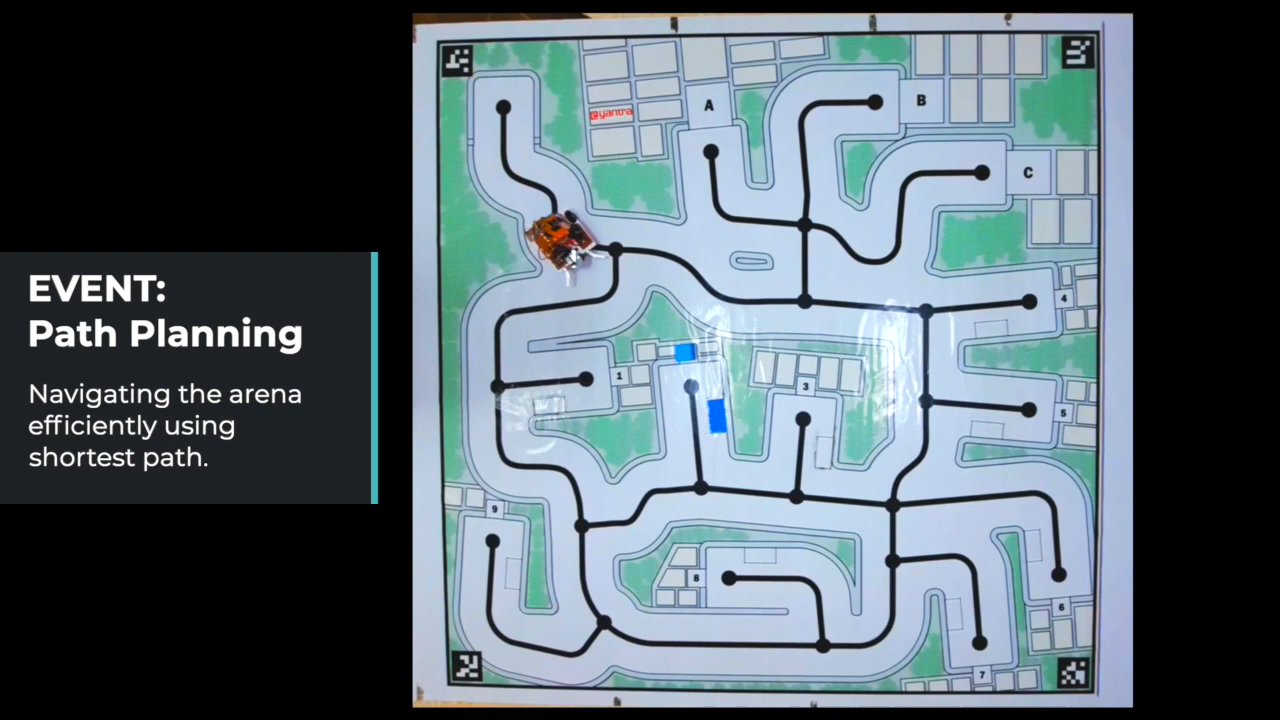 EVENT:
Path Planning
Navigating the arena
efficiently using
shortest path.
@yantra
A
B
C
4
1
3
5
9
8
6
7